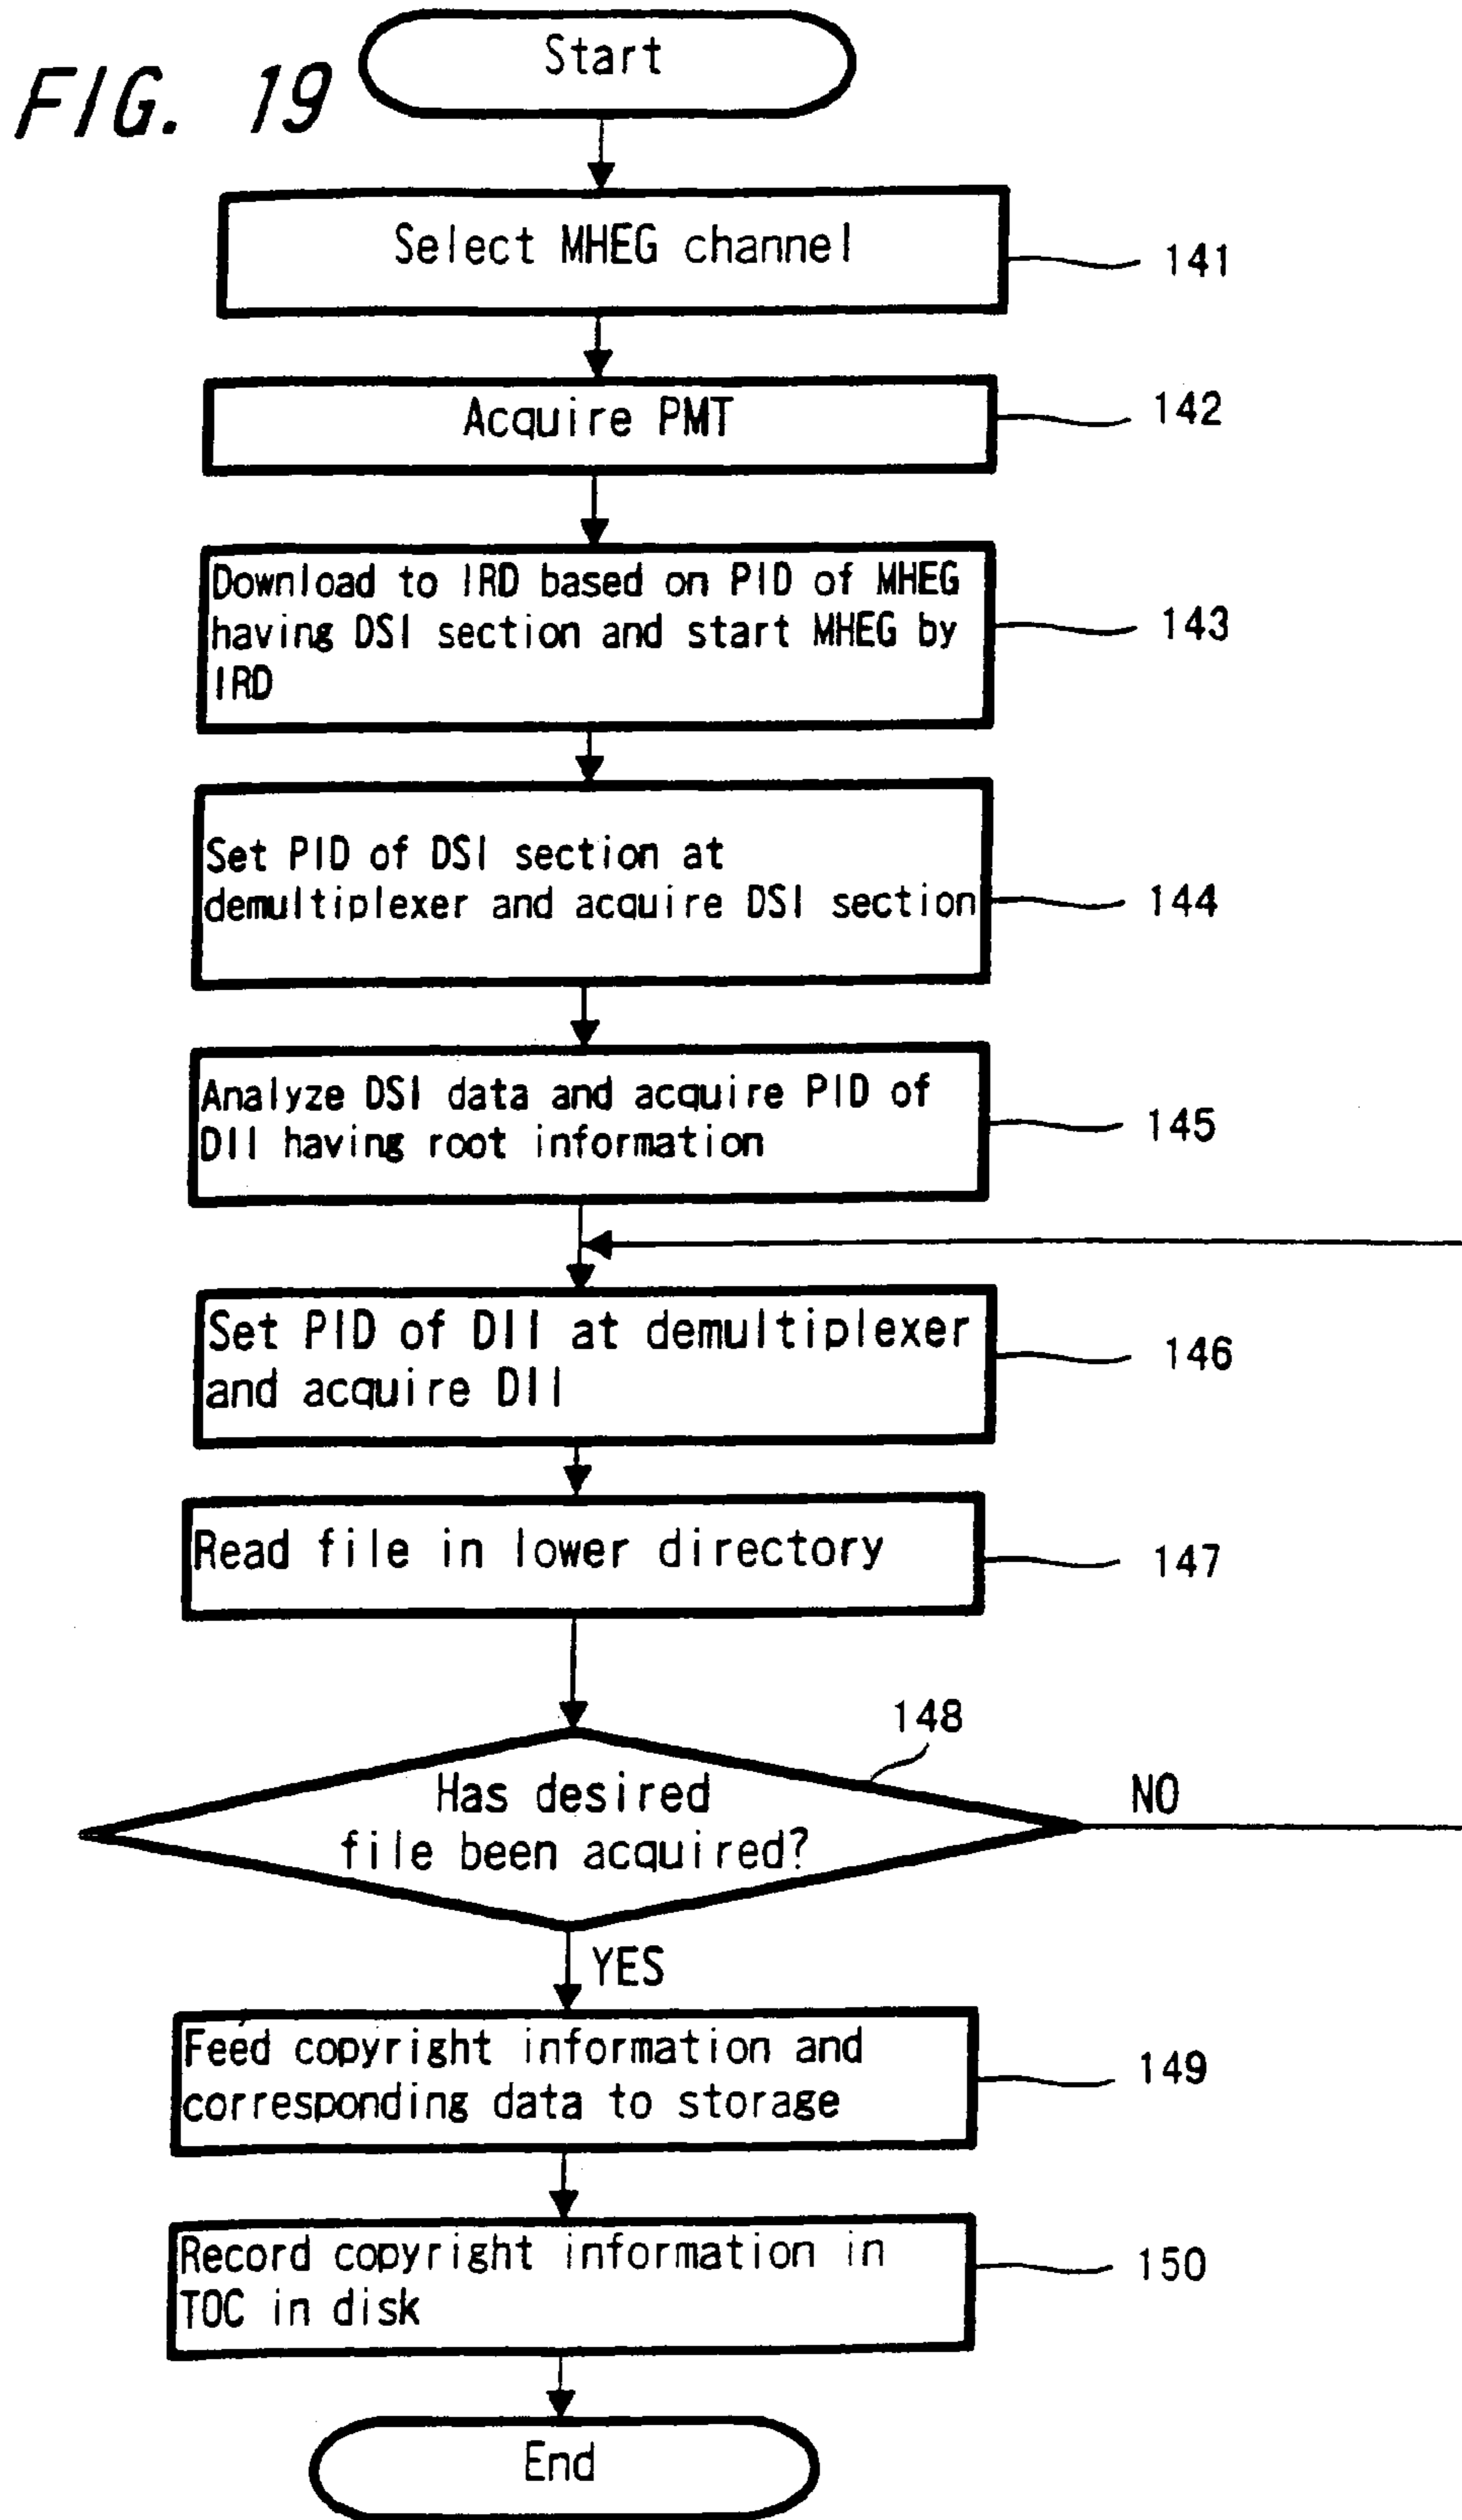 FIG. 19
Start
Select MHEG channel
141
Acquire PMT
142
Download to IRD based on PID of MHEG
having DSI section and start MHEG by
IRD
143
Set PID of DSI section at
demultiplexer and acquire DSI section
144
Analyze DSI data and acquire PID of
DII having root information
145
Set PID of DII at demultiplexer
and acquire DII
146
Read file in lower directory
147
148
Has desired
file been acquired?
NO
YES
Feed copyright information and
corresponding data to storage
149
Record copyright information in
TOC in disk
150
End